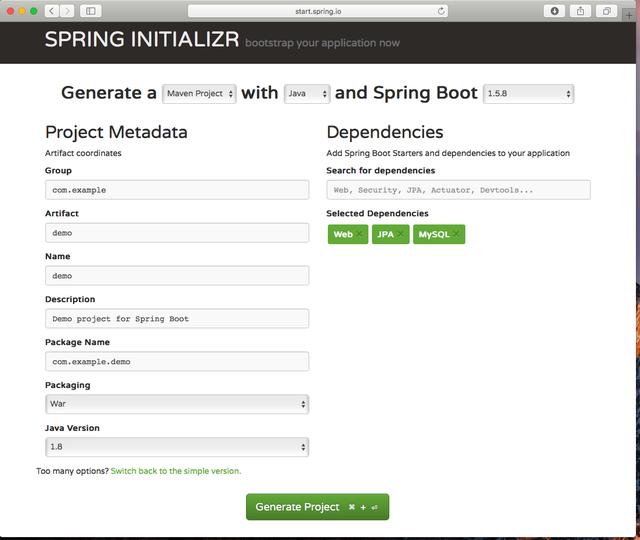 start.spring.io
SPRING INITIALIZR bootstrap your application now
Generate a Maven Project with Java and Spring Boot 1.5.8
Project Metadata
Artifact coordinates
Group
com.example
Artifact
demo
Name
demo
Description
Demo project for Spring Boot
Package Name
com.example.demo
Packaging
War
Java Version
1.8
Too many options? Switch back to the simple version.
Dependencies
Add Spring Boot Starters and dependencies to your application
Search for dependencies
Web, Security, JPA, Actuator, Devtools...
Selected Dependencies
Web × JPA × MySQL ×
Generate Project ⌘ + ⏎